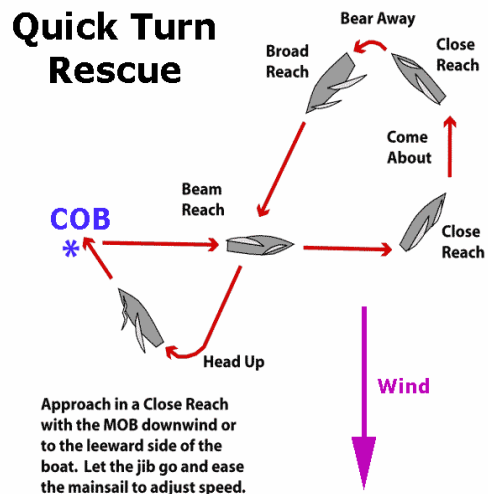 Quick Turn
Rescue
Bear Away
Broad
Reach
Close
Reach
Come
About
Beam
Reach
COB
*
Close
Reach
Head Up
Wind
Approach in a Close Reach
with the MOB downwind or
to the leeward side of the
boat. Let the jib go and ease
the mainsail to adjust speed.